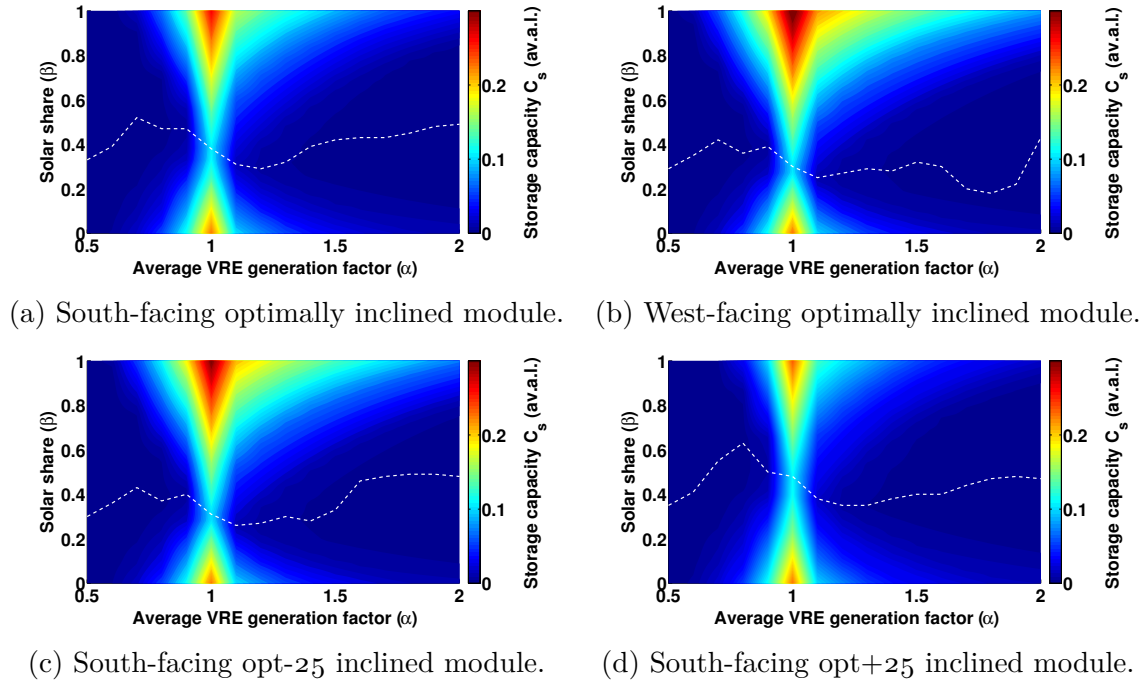 1
0.8
0.6
0.4
0.2
0
Solar share (β)
0.5 1 1.5 2
Average VRE generation factor (α)
0.2
0.1
0
Storage capacity C_s (av.a.l.)
(a) South-facing optimally inclined module.
1
0.8
0.6
0.4
0.2
0
Solar share (β)
0.5 1 1.5 2
Average VRE generation factor (α)
0.2
0.1
0
Storage capacity C_s (av.a.l.)
(b) West-facing optimally inclined module.
1
0.8
0.6
0.4
0.2
0
Solar share (β)
0.5 1 1.5 2
Average VRE generation factor (α)
0.2
0.1
0
Storage capacity C_s (av.a.l.)
(c) South-facing opt-25 inclined module.
1
0.8
0.6
0.4
0.2
0
Solar share (β)
0.5 1 1.5 2
Average VRE generation factor (α)
0.2
0.1
0
Storage capacity C_s (av.a.l.)
(d) South-facing opt+25 inclined module.